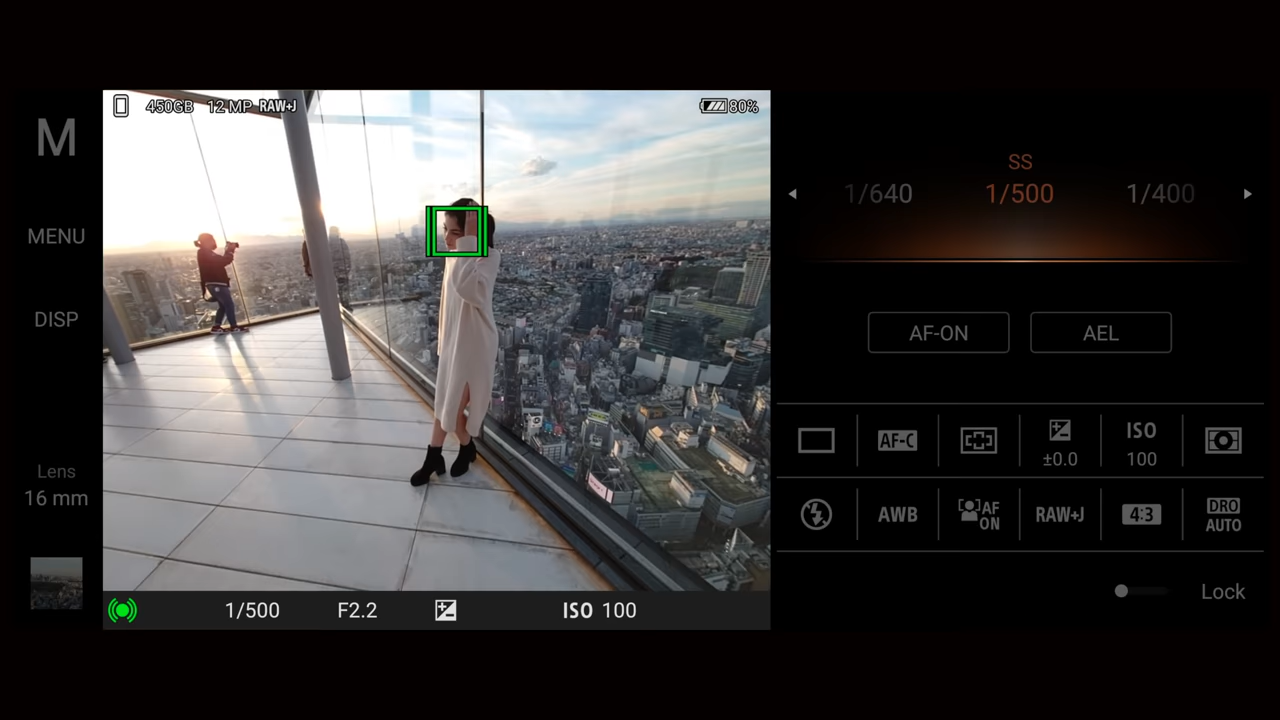 450GB 12 MP RAW+J 80%
M
MENU
DISP
Lens
16 mm
1/500 F2.2 ISO 100
SS
1/640 1/500 1/400
AF-ON AEL
AF-C ±0.0 ISO 100
AWB AF ON RAW+J 4:3 DRO AUTO
Lock